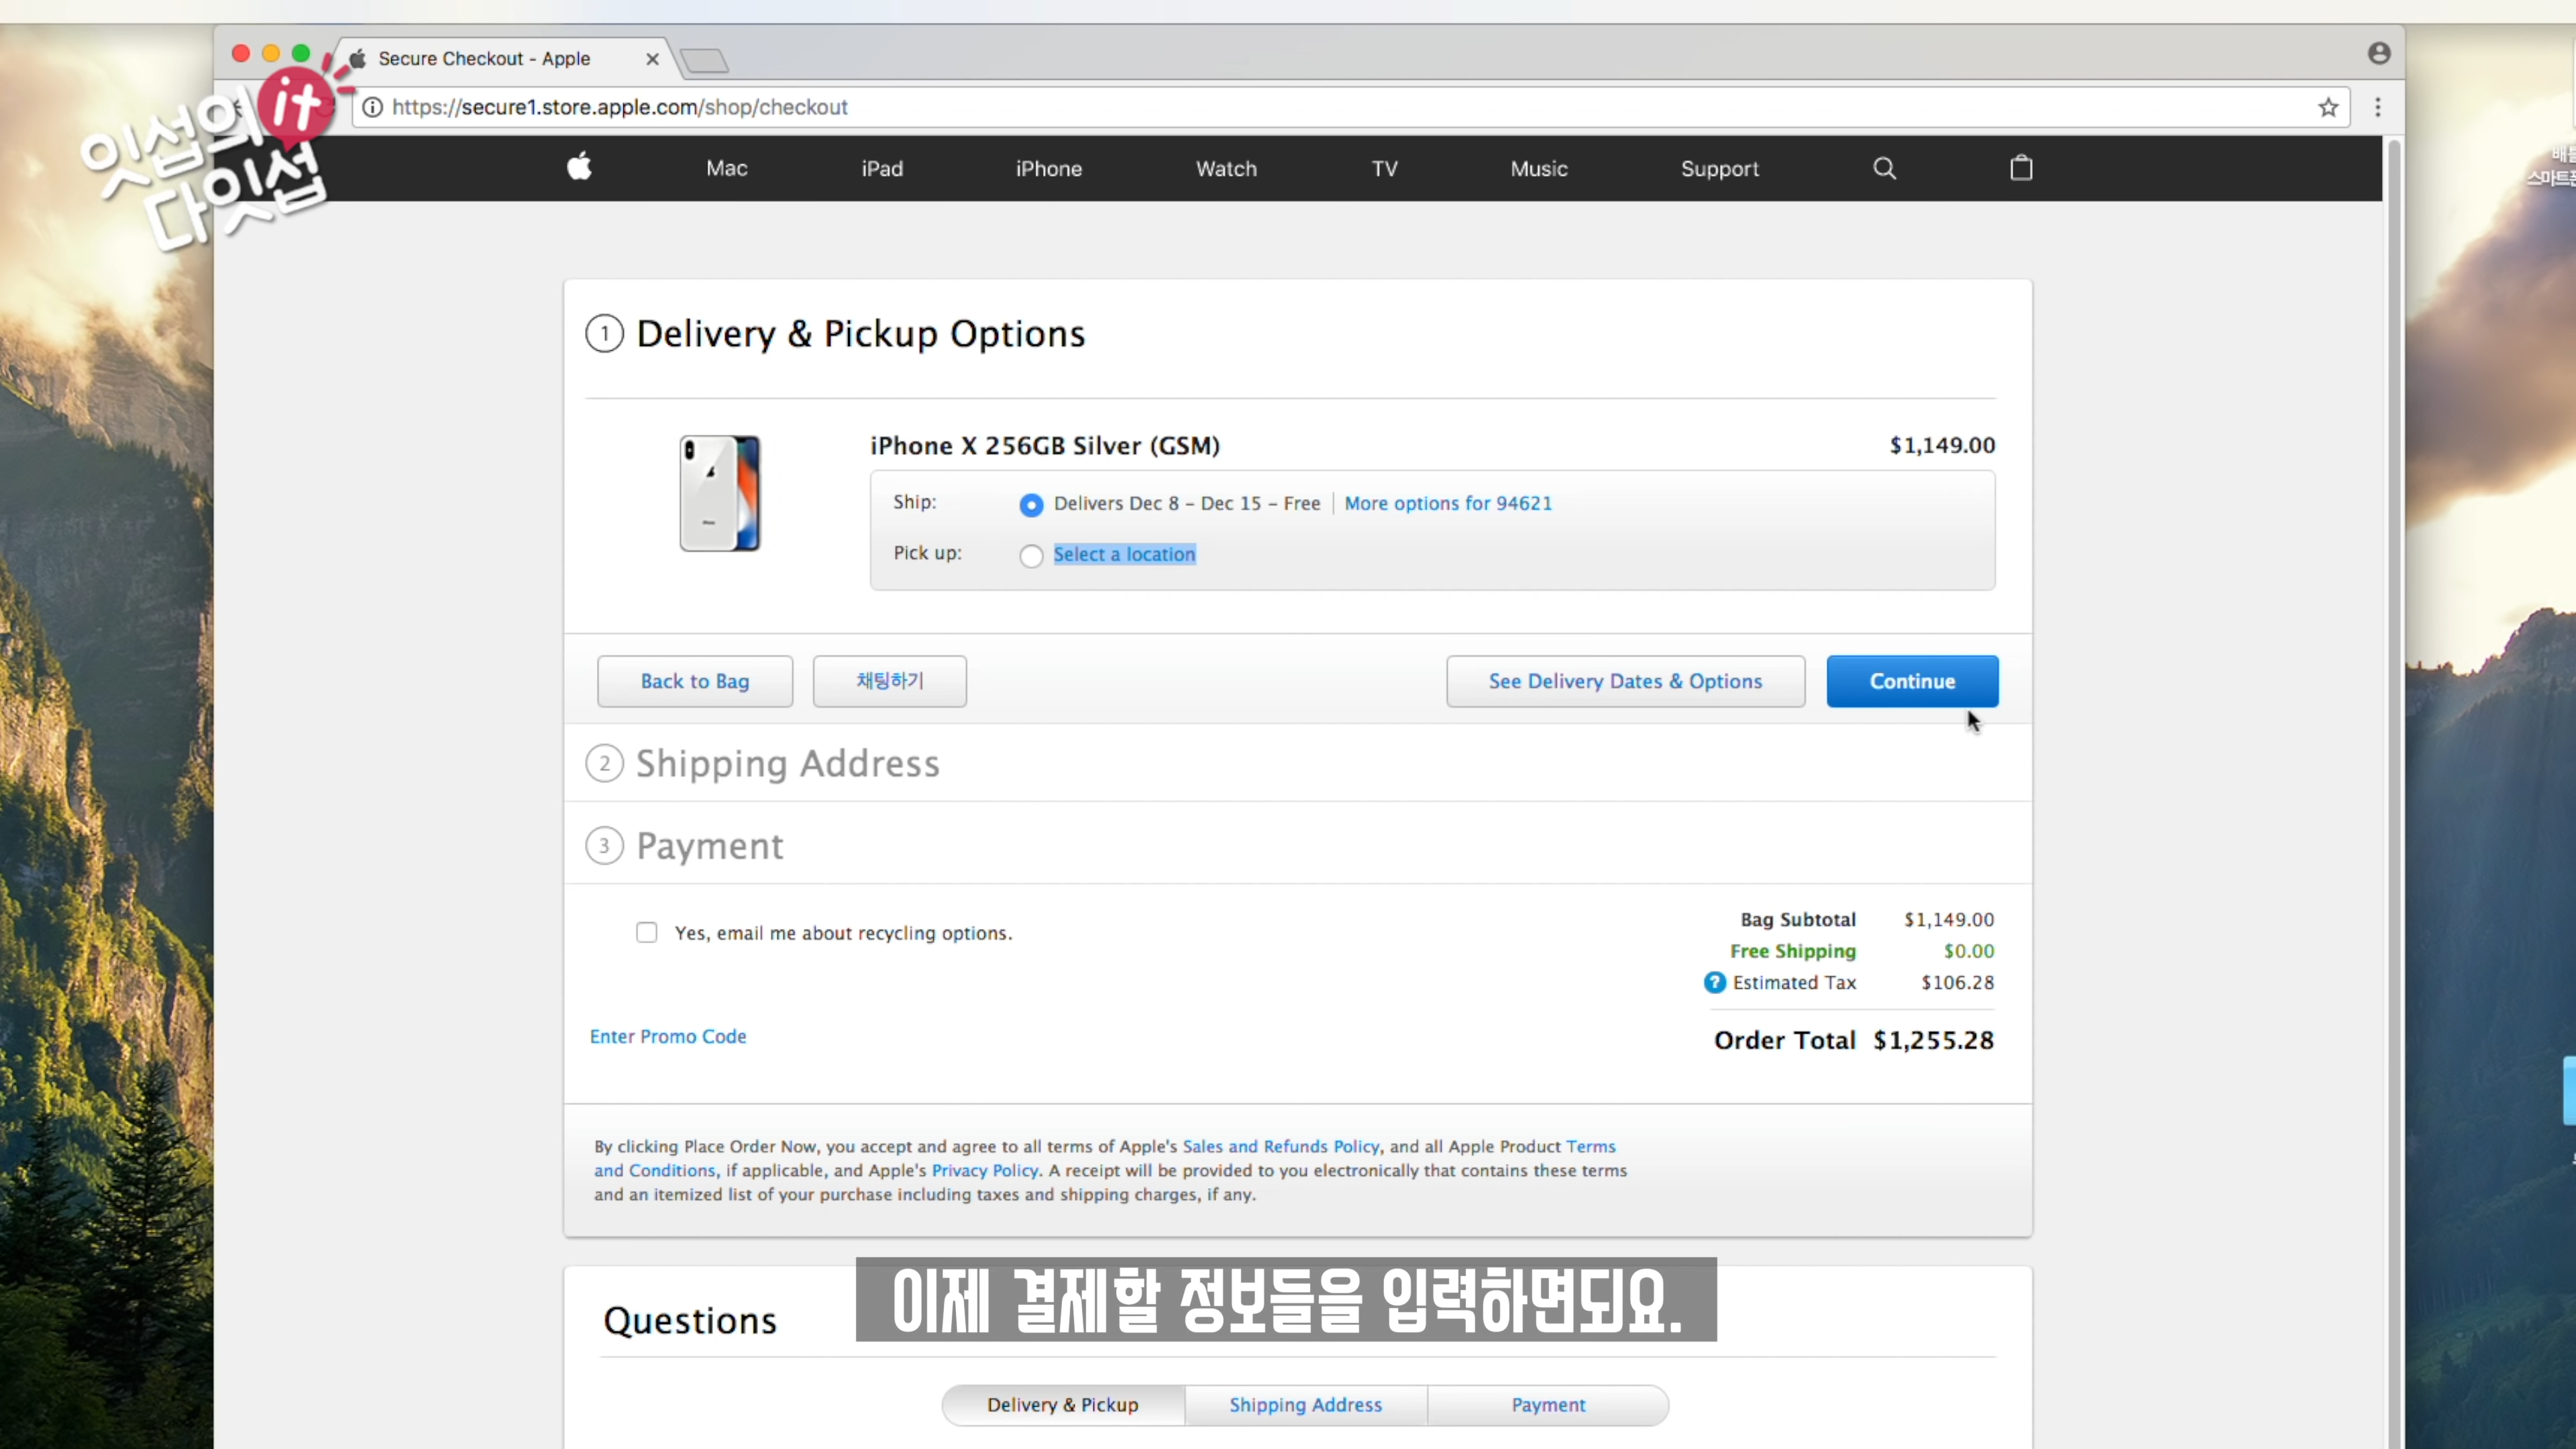 Secure Checkout - Apple
https://secure1.store.apple.com/shop/checkout
잇섭의 it
다잇섭
Mac iPad iPhone Watch TV Music Support
1 Delivery & Pickup Options
iPhone X 256GB Silver (GSM) $1,149.00
Ship: Delivers Dec 8 – Dec 15 – Free More options for 94621
Pick up: Select a location
Back to Bag 채팅하기 See Delivery Dates & Options Continue
2 Shipping Address
3 Payment
Yes, email me about recycling options.
Bag Subtotal $1,149.00
Free Shipping $0.00
? Estimated Tax $106.28
Enter Promo Code
Order Total $1,255.28
By clicking Place Order Now, you accept and agree to all terms of Apple's Sales and Refunds Policy, and all Apple Product Terms
and Conditions, if applicable, and Apple's Privacy Policy. A receipt will be provided to you electronically that contains these terms
and an itemized list of your purchase including taxes and shipping charges, if any.
Questions
이제 결제할 정보들을 입력하면되요.
Delivery & Pickup Shipping Address Payment